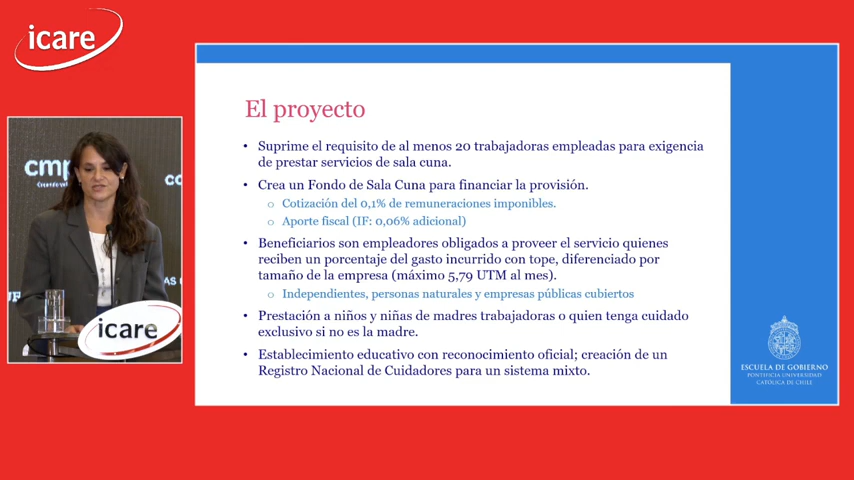 icare
cmp
icare
El proyecto
• Suprime el requisito de al menos 20 trabajadoras empleadas para exigencia
de prestar servicios de sala cuna.
• Crea un Fondo de Sala Cuna para financiar la provisión.
o Cotización del 0,1% de remuneraciones imponibles.
o Aporte fiscal (IF: 0,06% adicional)
• Beneficiarios son empleadores obligados a proveer el servicio quienes
reciben un porcentaje del gasto incurrido con tope, diferenciado por
tamaño de la empresa (máximo 5,79 UTM al mes).
o Independientes, personas naturales y empresas públicas cubiertos
• Prestación a niños y niñas de madres trabajadoras o quien tenga cuidado
exclusivo si no es la madre.
• Establecimiento educativo con reconocimiento oficial; creación de un
Registro Nacional de Cuidadores para un sistema mixto.
ESCUELA DE GOBIERNO
PONTIFICIA UNIVERSIDAD
CATÓLICA DE CHILE